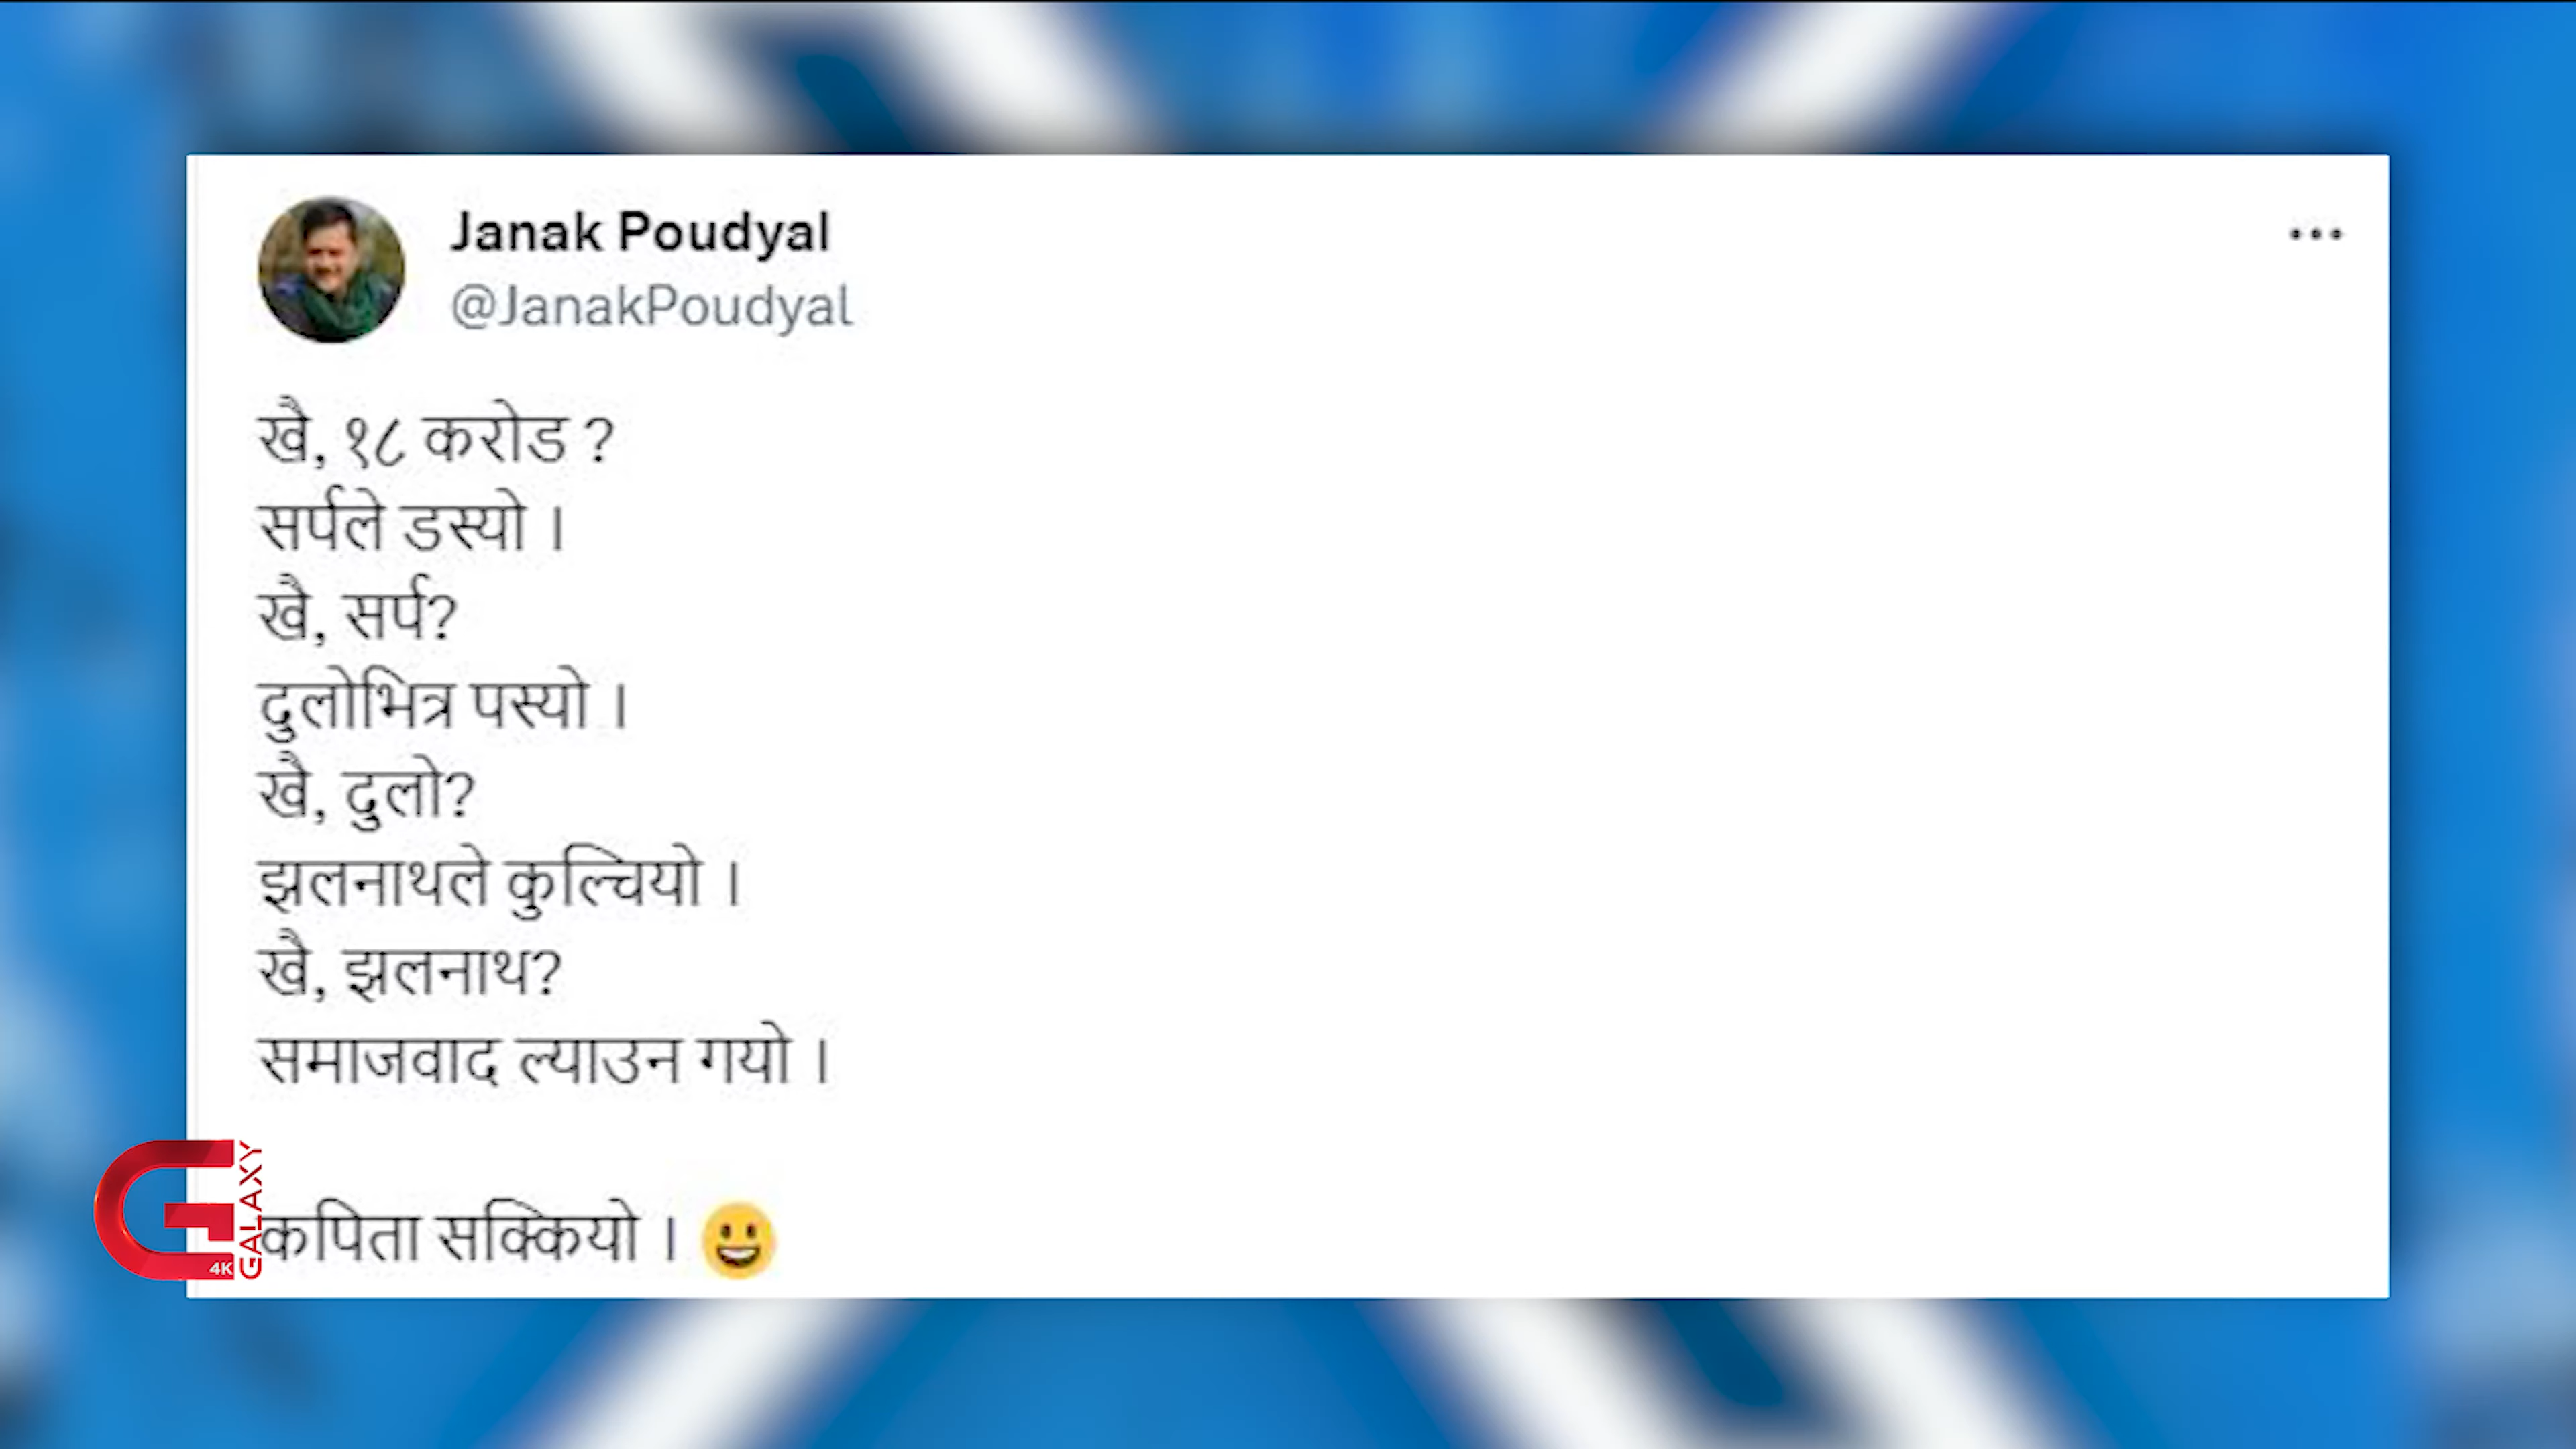 Janak Poudyal
@JanakPoudyal
खै, १८ करोड ?
सर्पले डस्यो ।
खै, सर्प?
दुलोभित्र पस्यो ।
खै, दुलो?
झलनाथले कुल्चियो ।
खै, झलनाथ?
समाजवाद ल्याउन गयो ।
कपिता सक्कियो । 😀
4K GALAXY